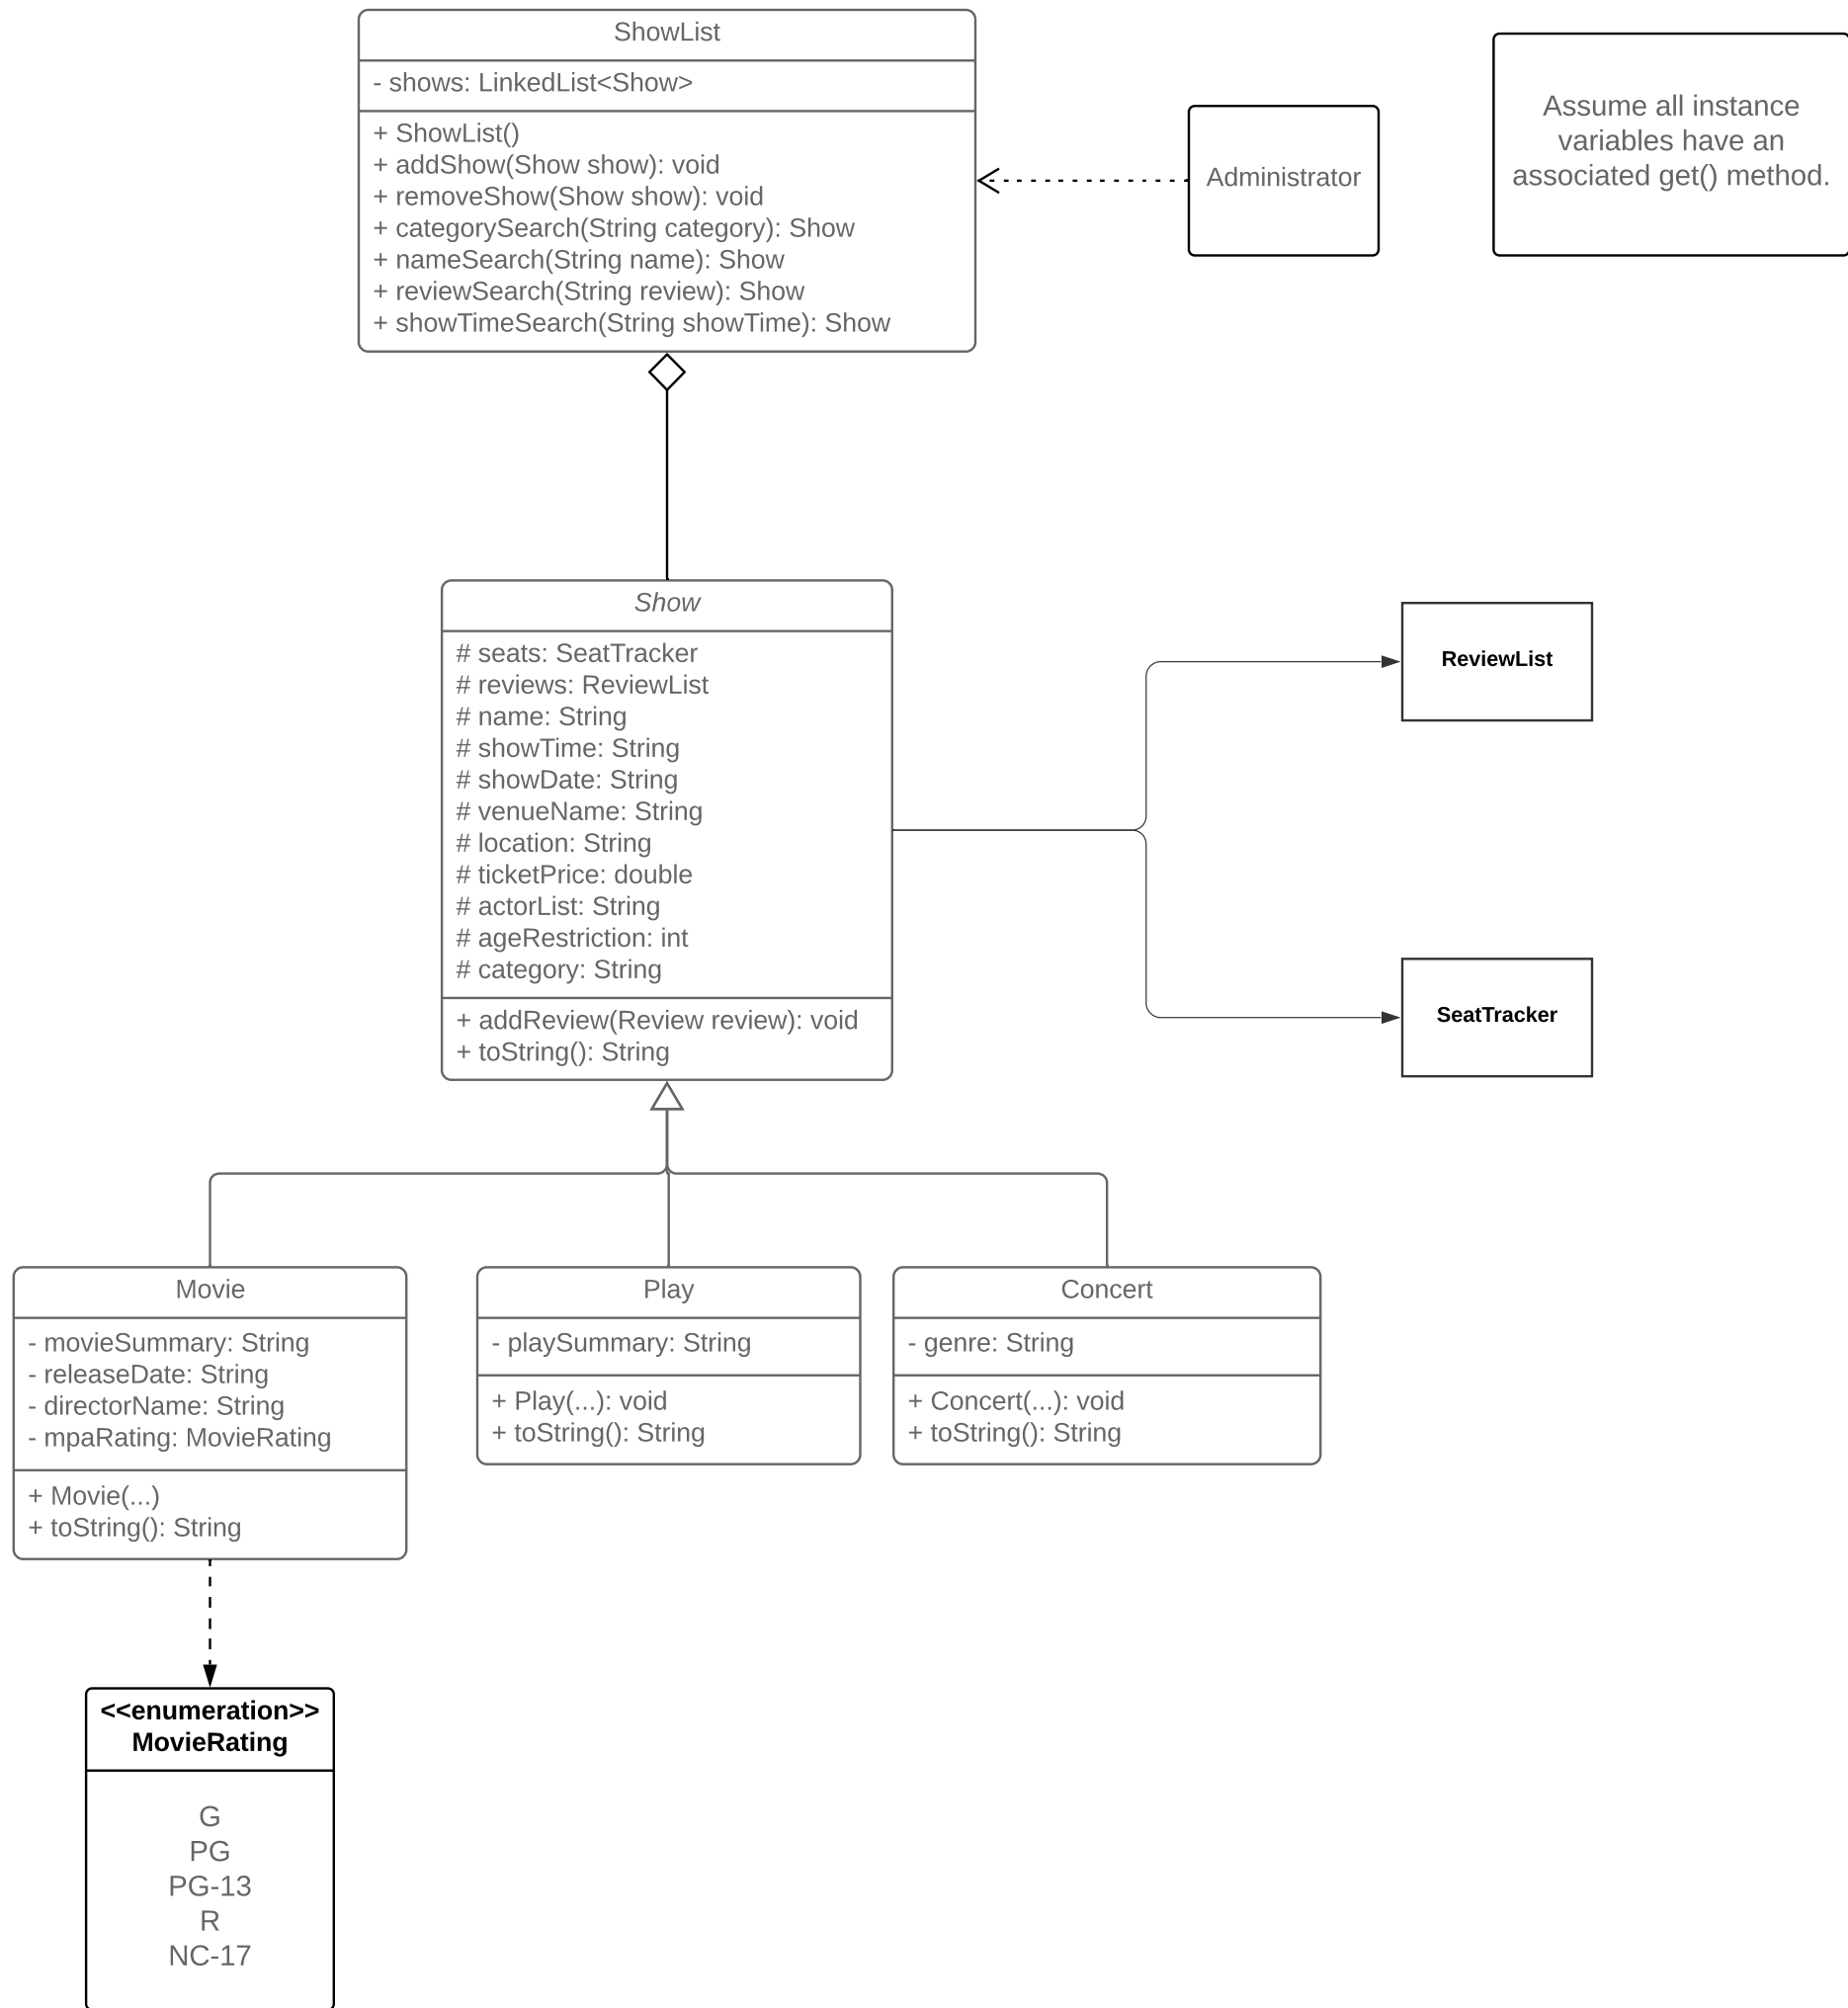 ShowList
- shows: LinkedList<Show>
+ ShowList()
+ addShow(Show show): void
+ removeShow(Show show): void
+ categorySearch(String category): Show
+ nameSearch(String name): Show
+ reviewSearch(String review): Show
+ showTimeSearch(String showTime): Show
Administrator
Assume all instance
variables have an
associated get() method.
Show
# seats: SeatTracker
# reviews: ReviewList
# name: String
# showTime: String
# showDate: String
# venueName: String
# location: String
# ticketPrice: double
# actorList: String
# ageRestriction: int
# category: String
+ addReview(Review review): void
+ toString(): String
ReviewList
SeatTracker
Movie
- movieSummary: String
- releaseDate: String
- directorName: String
- mpaRating: MovieRating
+ Movie(...)
+ toString(): String
Play
- playSummary: String
+ Play(...): void
+ toString(): String
Concert
- genre: String
+ Concert(...): void
+ toString(): String
<<enumeration>>
MovieRating
G
PG
PG-13
R
NC-17